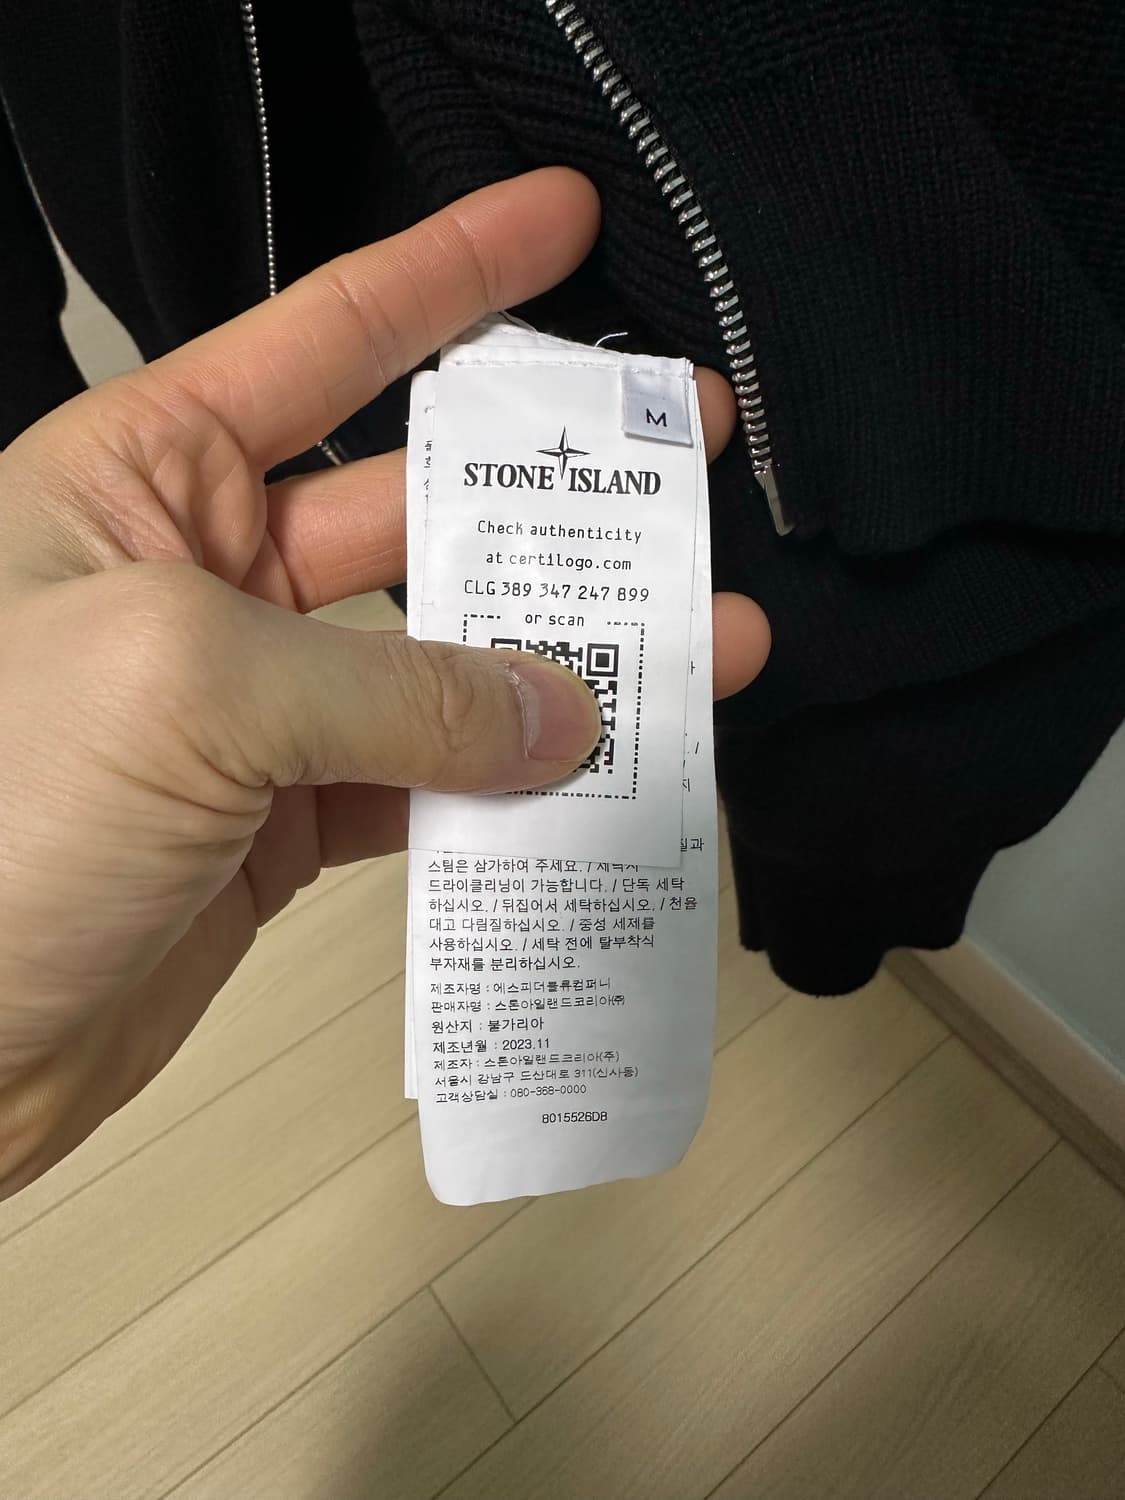 M
STONE ISLAND
Check authenticity
at certilogo.com
CLG 389 347 247 899
or scan
질과
스팀은 삼가하여 주세요. / 세탁시
드라이클리닝이 가능합니다. / 단독 세탁
하십시오. / 뒤집어서 세탁하십시오. / 천을
대고 다림질하십시오. / 중성 세제를
사용하십시오. / 세탁 전에 탈부착식
부자재를 분리하십시오.
제조자명 : 에스피더블류컴퍼니
판매자명 : 스톤아일랜드코리아㈜
원산지 : 불가리아
제조년월 : 2023.11
제조자 : 스톤아일랜드코리아(주)
서울시 강남구 도산대로 311(신사동)
고객상담실 : 080-368-0000
8015526D8